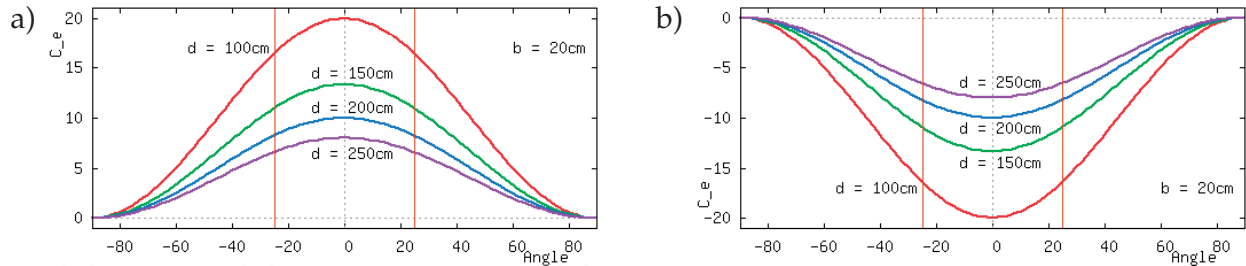 a)
C_e
20
15
10
5
0
d = 100cm
b = 20cm
d = 150cm
d = 200cm
d = 250cm
−80 −60 −40 −20 0 20 40 60 80
Angle
b)
C_e
0
−5
−10
−15
−20
d = 250cm
d = 200cm
d = 150cm
d = 100cm
b = 20cm
−80 −60 −40 −20 0 20 40 60 80
Angle